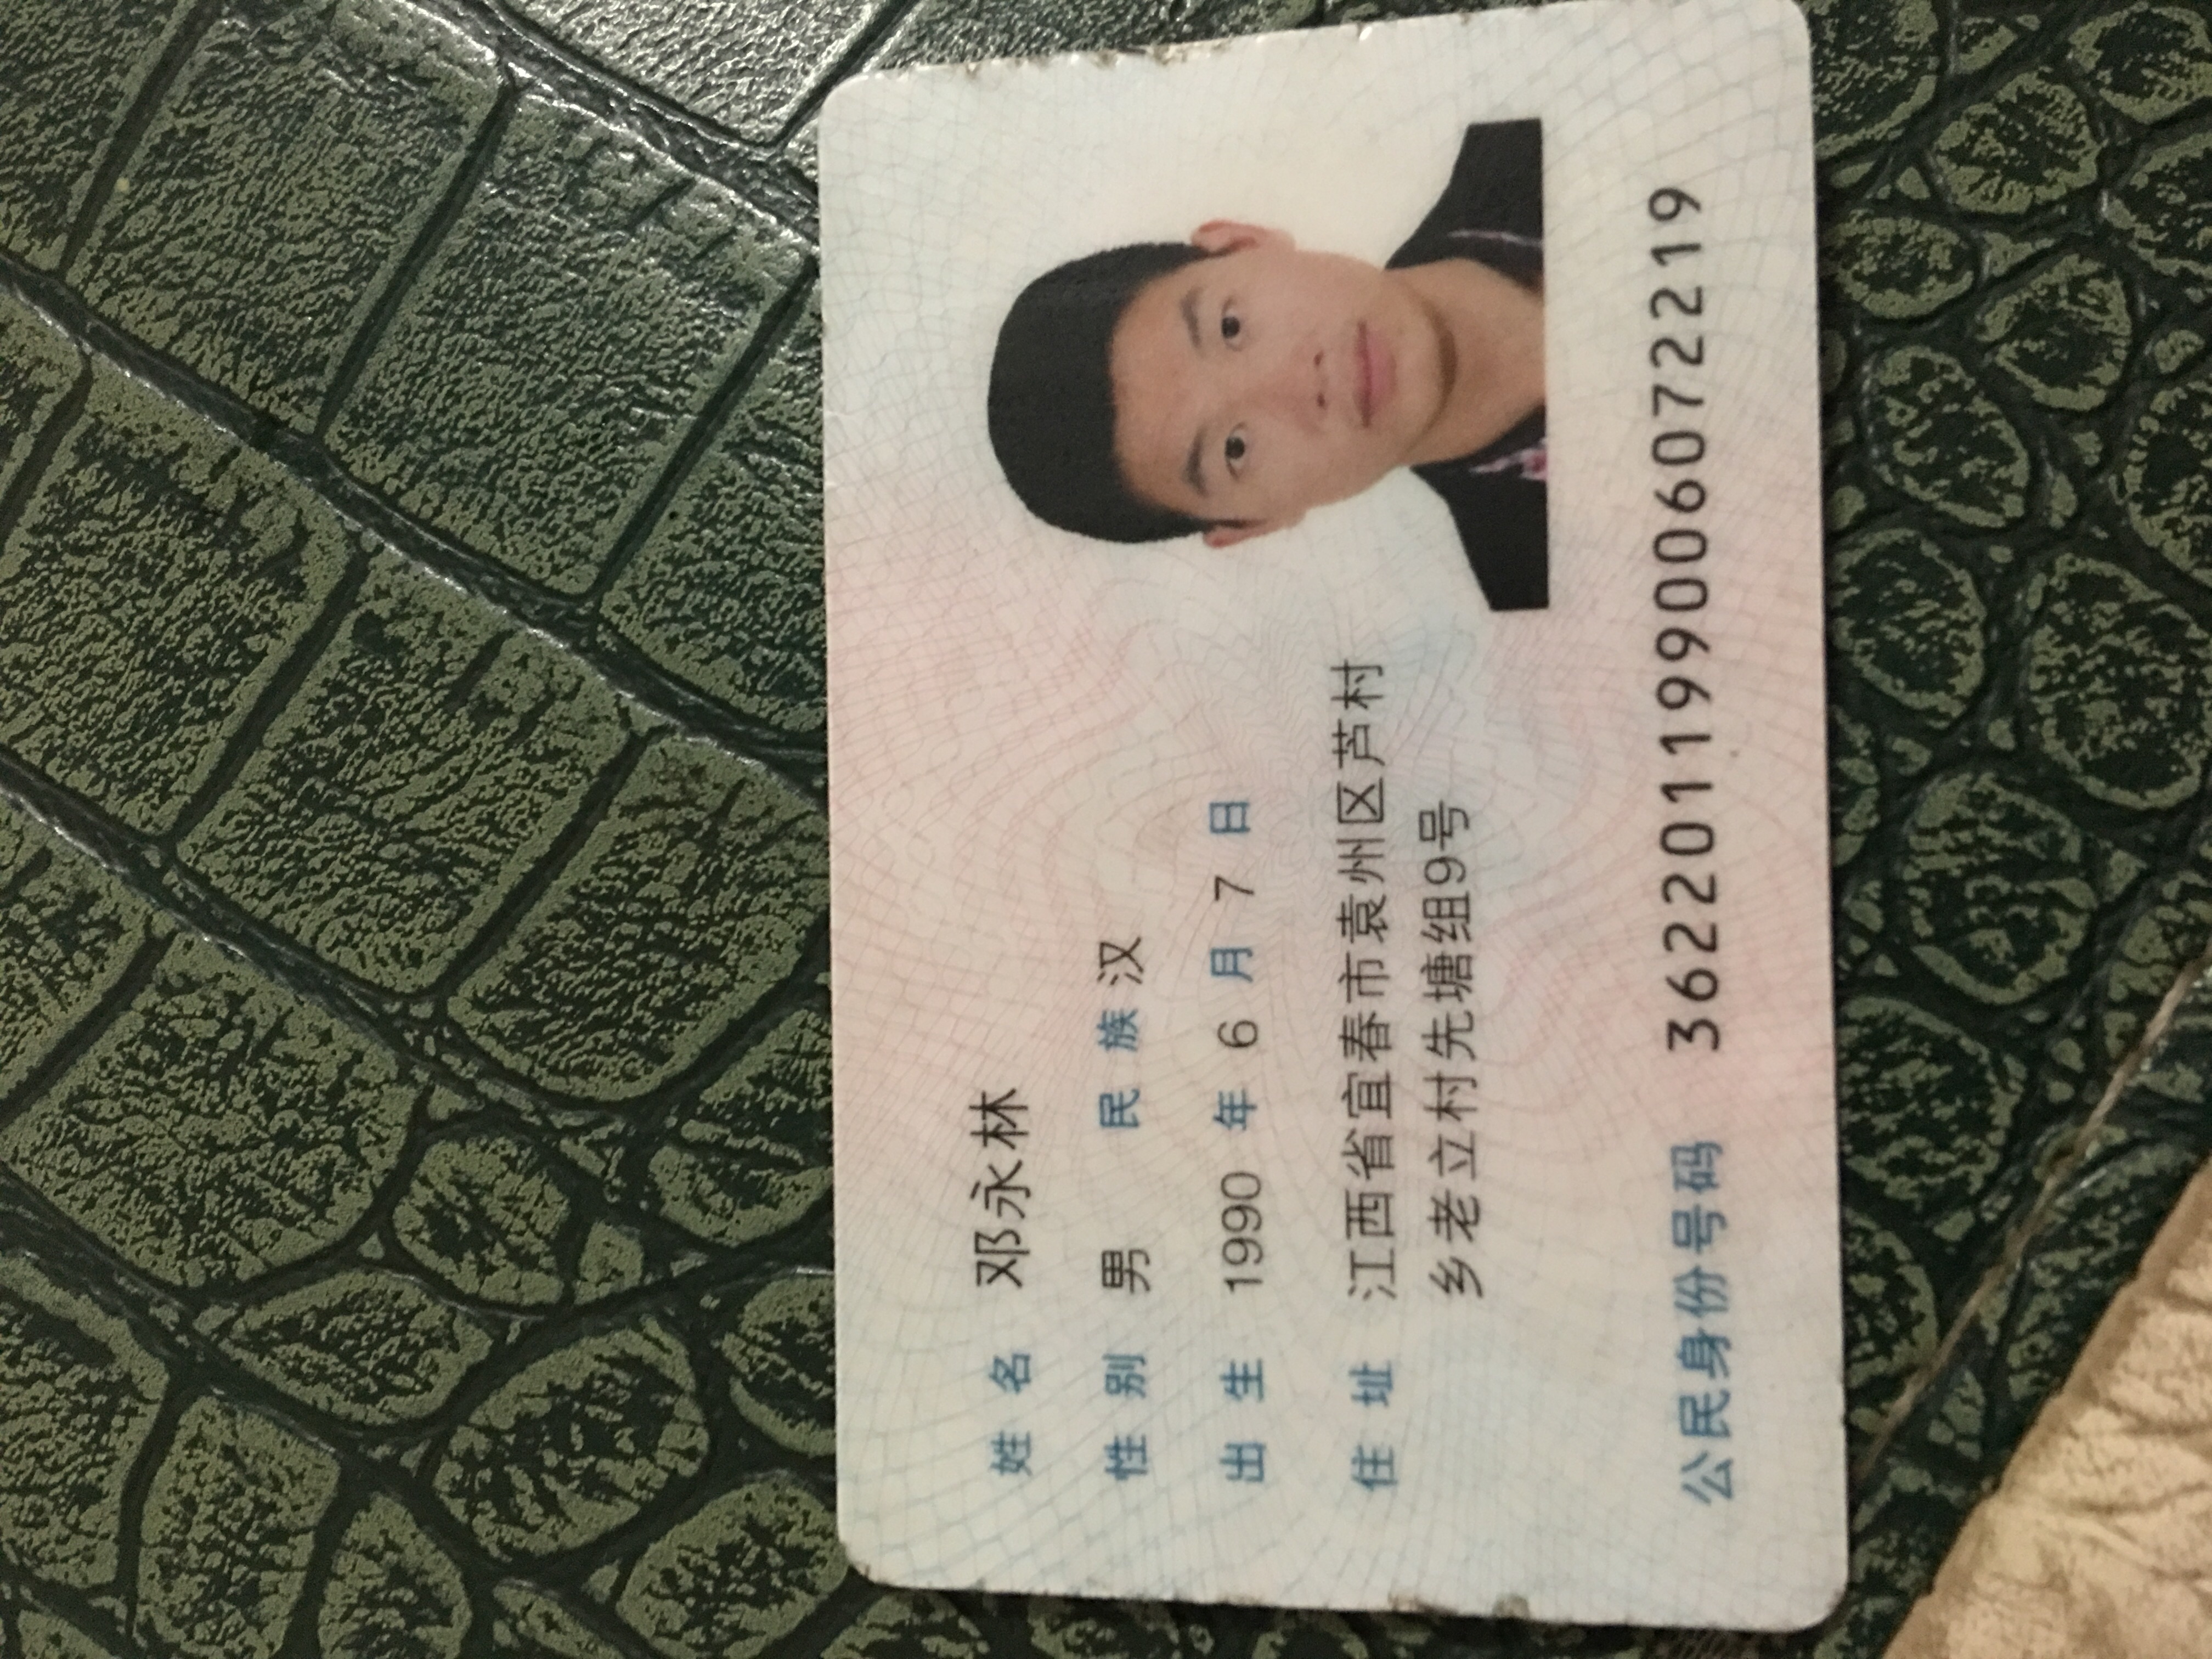 姓名 邓永林
性别 男 民族 汉
出生 1990 年 6 月 7 日
住址 江西省宜春市袁州区芦村
乡老立村先塘组9号
公民身份号码 362201199006072219